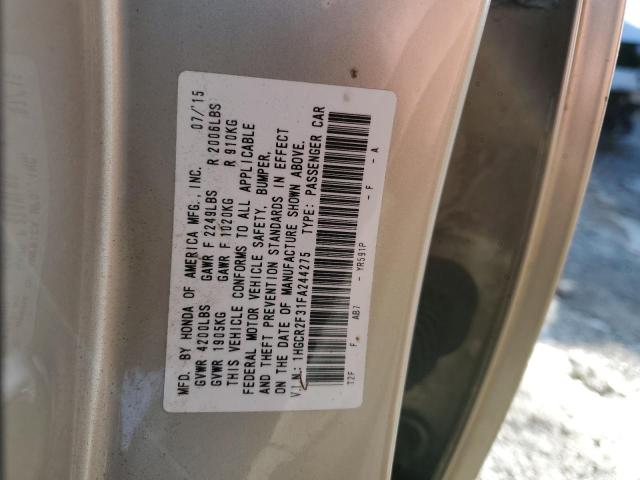 MFD. BY HONDA OF AMERICA MFG., INC. 07/'15
GVWR 4200LBS GAWR F 2249LBS R 2006LBS
GVWR 1905KG GAWR F 1020KG R 910KG
THIS VEHICLE CONFORMS TO ALL APPLICABLE
FEDERAL MOTOR VEHICLE SAFETY, BUMPER,
AND THEFT PREVENTION STANDARDS IN EFFECT
ON THE DATE OF MANUFACTURE SHOWN ABOVE.
V.I.N.: 1HGCR2F31FA244275 TYPE: PASSENGER CAR
T2F F. AB7 - YR591P - F - A